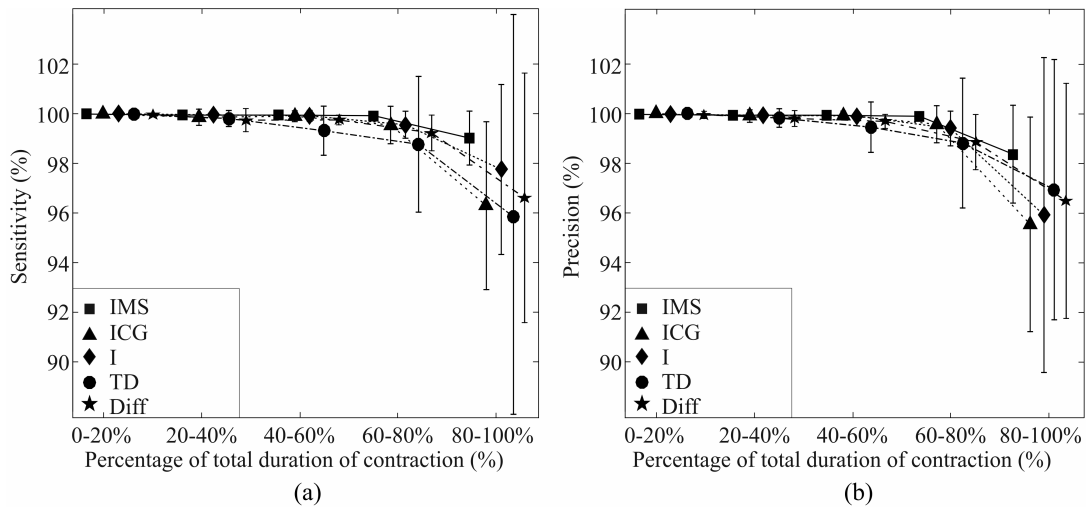 102
100
98
96
94
92
90
Sensitivity (%)
IMS
ICG
I
TD
Diff
0-20% 20-40% 40-60% 60-80% 80-100%
Percentage of total duration of contraction (%)
(a)
102
100
98
96
94
92
90
Precision (%)
IMS
ICG
I
TD
Diff
0-20% 20-40% 40-60% 60-80% 80-100%
Percentage of total duration of contraction (%)
(b)